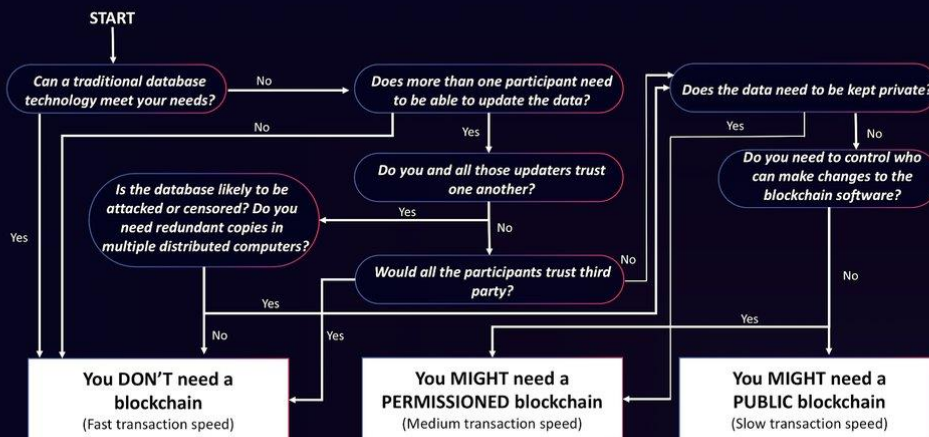 START
Can a traditional database
technology meet your needs?
No
Does more than one participant need
to be able to update the data?
Does the data need to be kept private?
No
Yes
Yes
No
Do you and all those updaters trust
one another?
Do you need to control who
can make changes to the
blockchain software?
Is the database likely to be
attacked or censored? Do you
need redundant copies in
multiple distributed computers?
Yes
No
Yes
Would all the participants trust third
party?
No
No
Yes
No
Yes
Yes
You DON'T need a
blockchain
(Fast transaction speed)
You MIGHT need a
PERMISSIONED blockchain
(Medium transaction speed)
You MIGHT need a
PUBLIC blockchain
(Slow transaction speed)